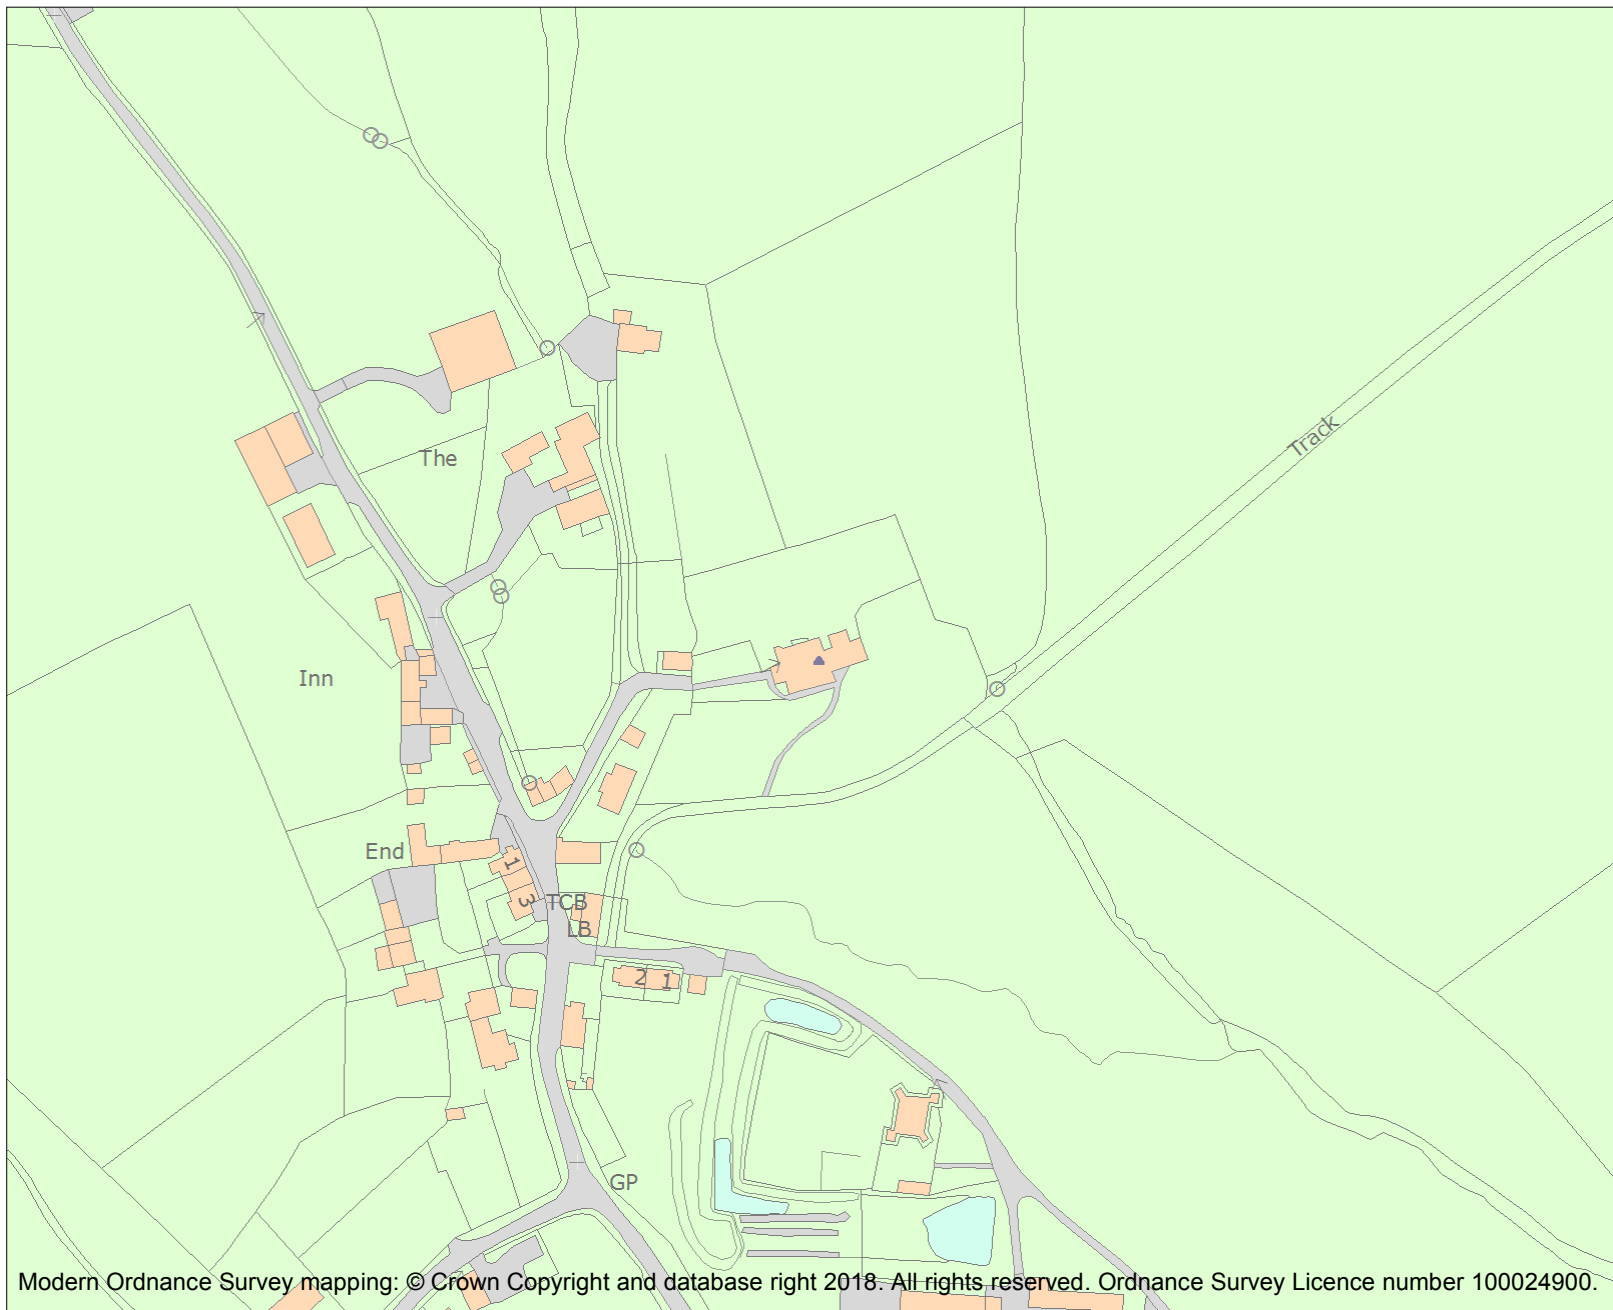 Track
The
Inn
End
1
3
TCB
LB
2 1
GP
Modern Ordnance Survey mapping: © Crown Copyright and database right 2018. All rights reserved. Ordnance Survey Licence number 100024900.